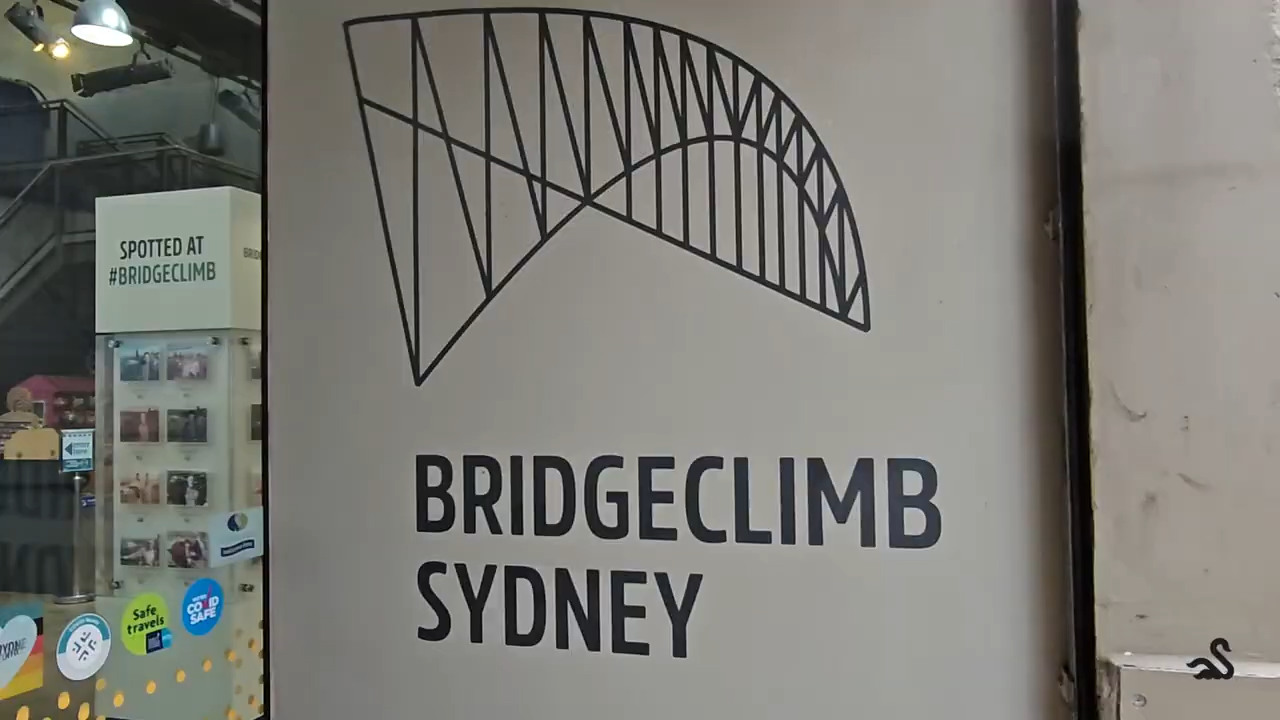 SPOTTED AT
#BRIDGECLIMB
BRIDGECLIMB
SYDNEY
Safe
travels
COVID
SAFE